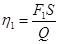 η₁ = F₁S / Q